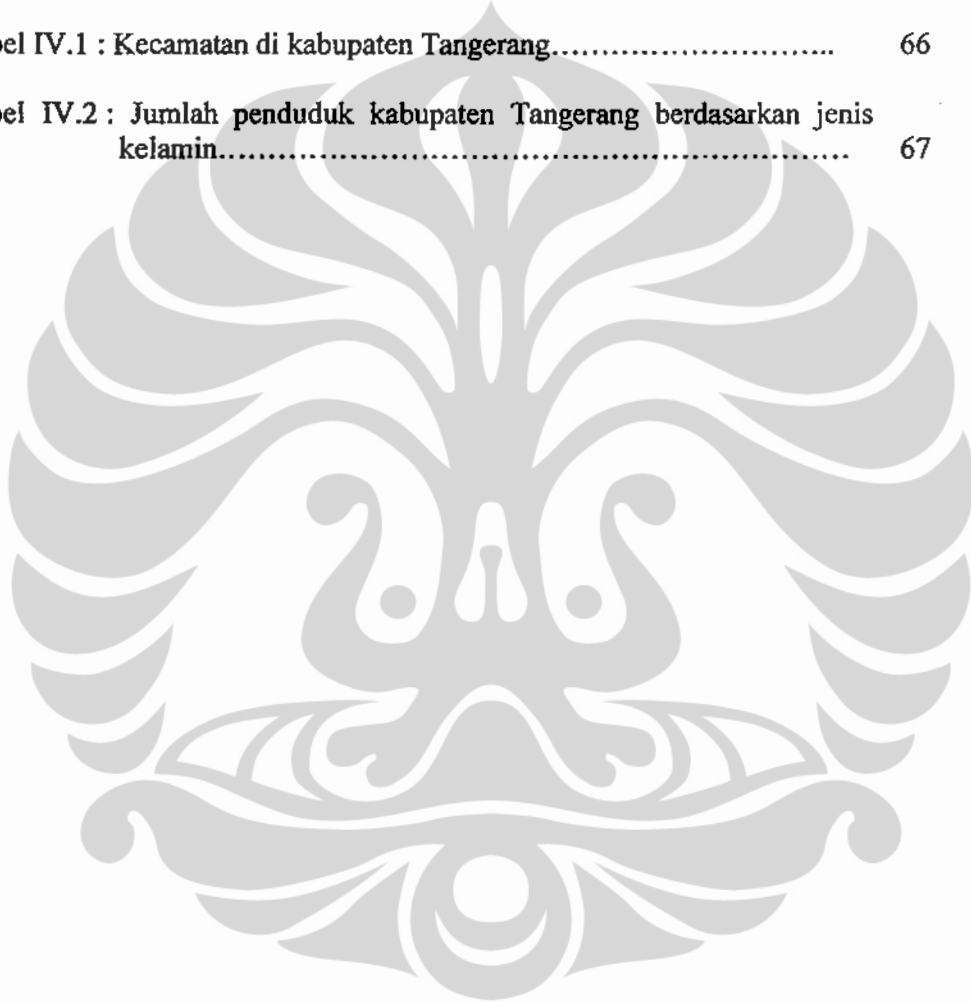 bel IV.1 : Kecamatan di kabupaten Tangerang............................ 66
bel IV.2 : Jumlah penduduk kabupaten Tangerang berdasarkan jenis
kelamin................................................................ 67